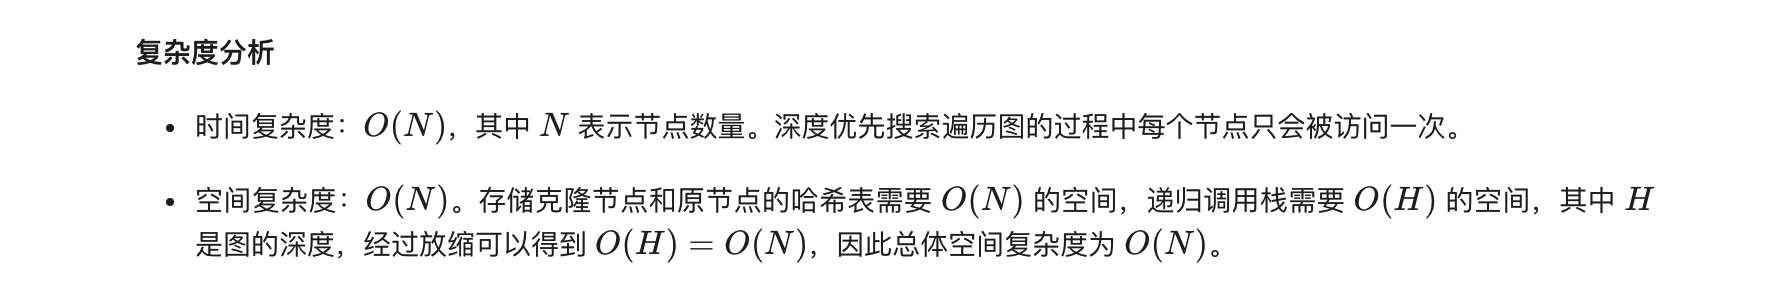 复杂度分析
• 时间复杂度：O(N)，其中 N 表示节点数量。深度优先搜索遍历图的过程中每个节点只会被访问一次。
• 空间复杂度：O(N)。存储克隆节点和原节点的哈希表需要 O(N) 的空间，递归调用栈需要 O(H) 的空间，其中 H
是图的深度，经过放缩可以得到 O(H) = O(N)，因此总体空间复杂度为 O(N)。